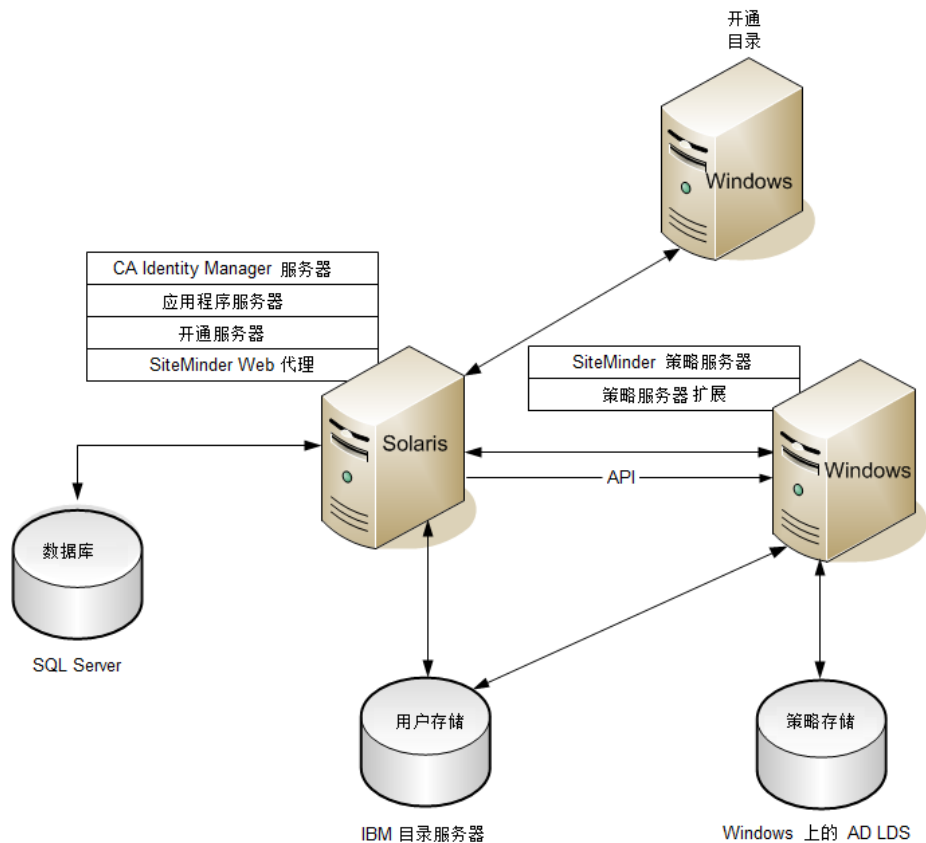 开通
目录
Windows
CA Identity Manager 服务器
应用程序服务器
开通服务器
SiteMinder Web 代理
SiteMinder 策略服务器
策略服务器扩展
Solaris
Windows
API
数据库
SQL Server
用户存储
策略存储
IBM 目录服务器
Windows 上的 AD LDS